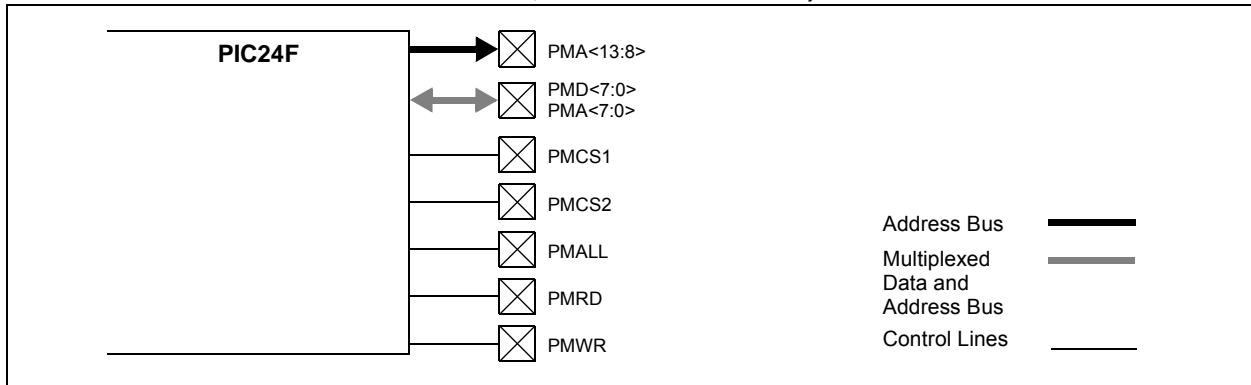 PIC24F
PMA<13:8>
PMD<7:0>
PMA<7:0>
PMCS1
PMCS2
PMALL
PMRD
PMWR
Address Bus
Multiplexed
Data and
Address Bus
Control Lines